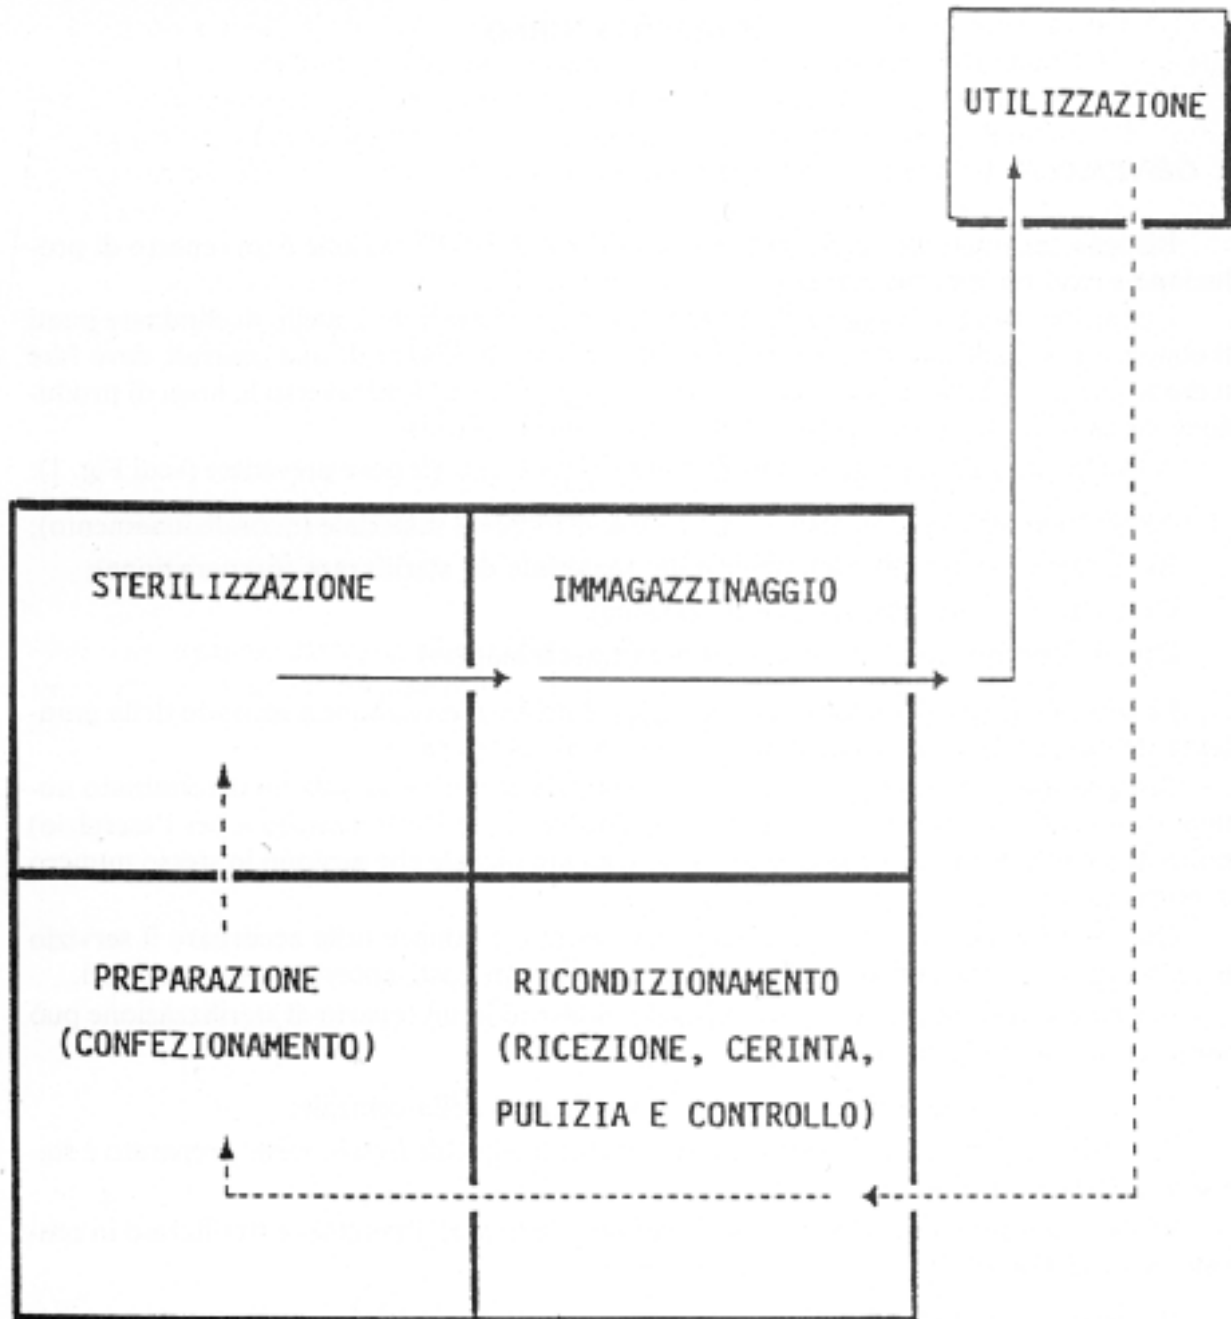 UTILIZZAZIONE
STERILIZZAZIONE
IMMAGAZZINAGGIO
PREPARAZIONE
(CONFEZIONAMENTO)
RICONDIZIONAMENTO
(RICEZIONE, CERINTA,
PULIZIA E CONTROLLO)